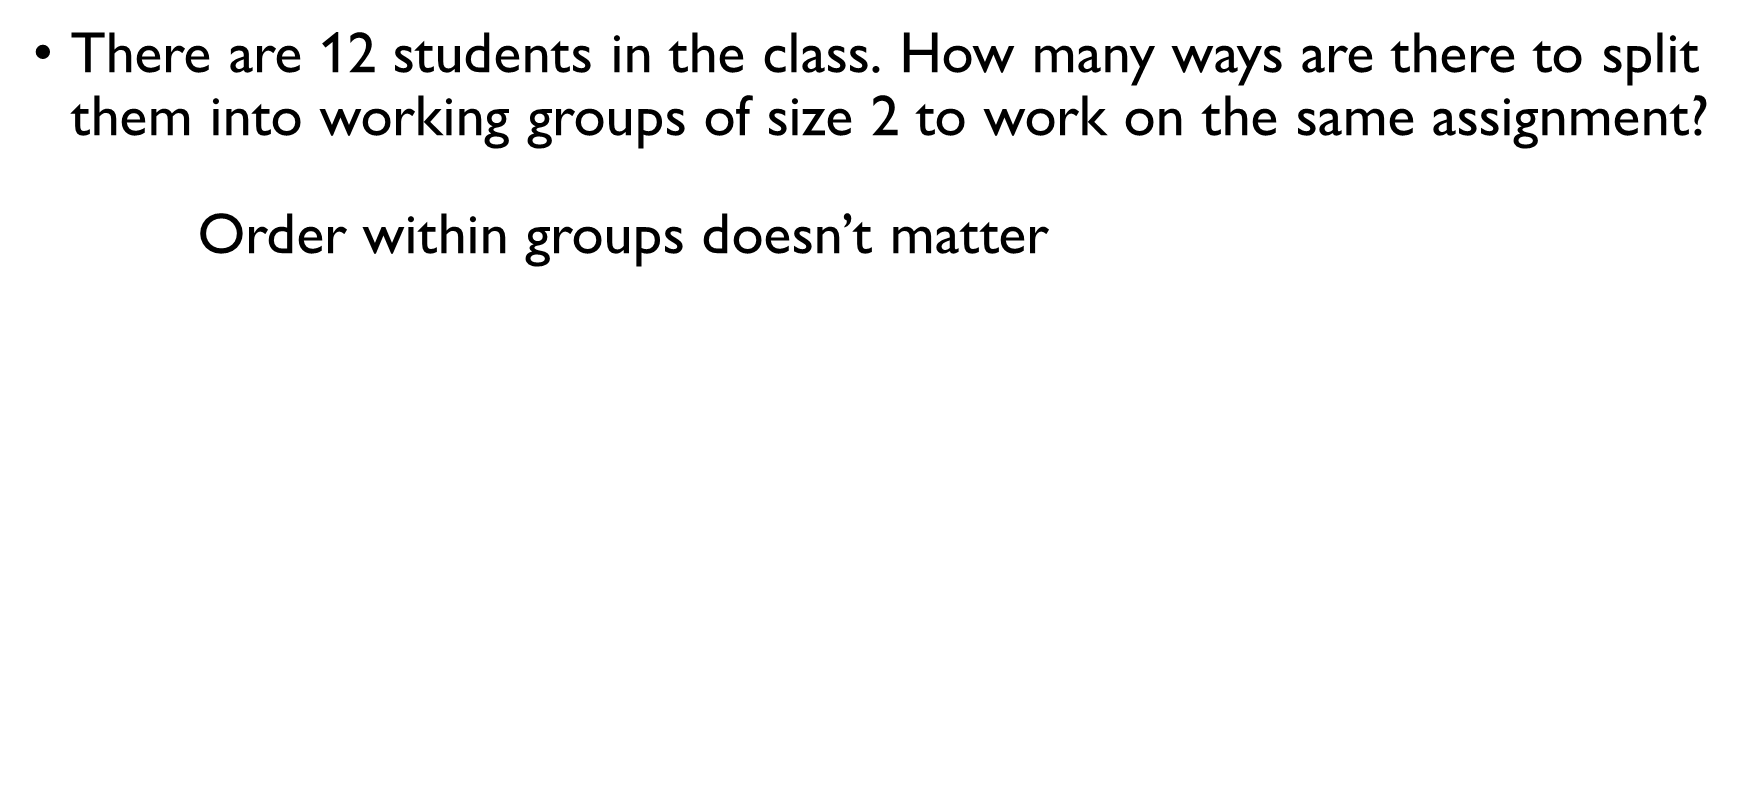 • There are 12 students in the class. How many ways are there to split
them into working groups of size 2 to work on the same assignment?
Order within groups doesn’t matter